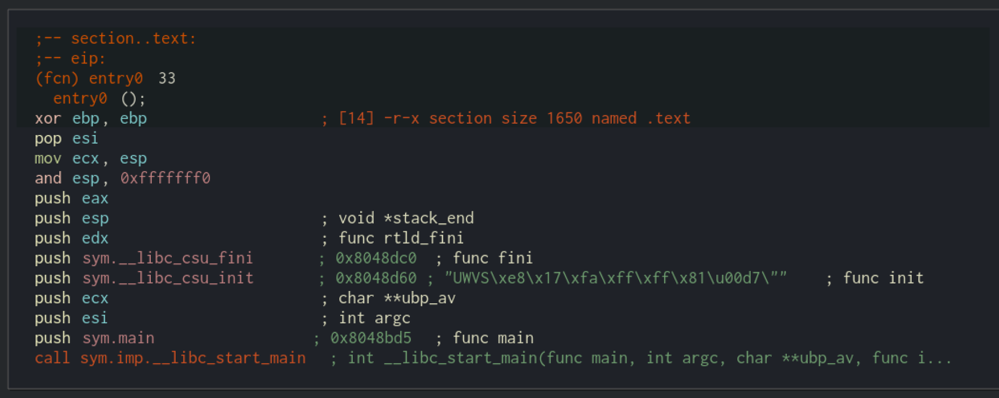 ;-- section..text:
;-- eip:
(fcn) entry0 33
entry0 ();
xor ebp, ebp ; [14] -r-x section size 1650 named .text
pop esi
mov ecx, esp
and esp, 0xfffffff0
push eax
push esp ; void *stack_end
push edx ; func rtld_fini
push sym.__libc_csu_fini ; 0x8048dc0 ; func fini
push sym.__libc_csu_init ; 0x8048d60 ; "UWVS\xe8\x17\xfa\xff\xff\x81\u00d7\"" ; func init
push ecx ; char **ubp_av
push esi ; int argc
push sym.main ; 0x8048bd5 ; func main
call sym.imp.__libc_start_main ; int __libc_start_main(func main, int argc, char **ubp_av, func i...